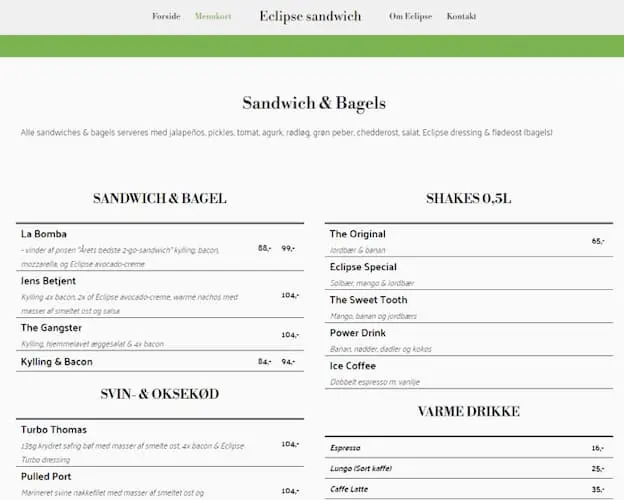 Forside Menukort Eclipse sandwich Om Eclipse Kontakt
Sandwich & Bagels
Alle sandwiches & bagels serveres med jalapeños, pickles, tomat, agurk, rødløg, grøn peber, chedderost, salat, Eclipse dressing & flødeost (bagels)
SANDWICH & BAGEL
La Bomba
- vinder af prisen "Årets bedste 2-go-sandwich" kylling, bacon,
mozzarella, og Eclipse avocado-creme
88,- 99,-
Jens Betjent
Kylling 4x bacon, 2x of Eclipse avocado-creme, warme nachos med
masser af smeltet ost og salsa
104,-
The Gangster
Kylling, hjemmelavet æggesalat & 4x bacon
104,-
Kylling & Bacon 84,- 94,-
SVIN- & OKSEKØD
Turbo Thomas
135g krydret saftig bøf med masser af smelte ost, 4x bacon & Eclipse
Turbo dressing
104,-
Pulled Port
Marineret svine nakkefilet med masser af smeltet ost og
104,-
SHAKES 0,5L
The Original
Jordbær & banan
65,-
Eclipse Special
Solbær, mango & jordbær
The Sweet Tooth
Mango, banan og jordbærs
Power Drink
Banan, nødder, dadler og kokos
Ice Coffee
Dobbelt espresso m. vanilje
VARME DRIKKE
Espresso 16,-
Lungo (Sort kaffe) 25,-
Caffe Latte 35,-